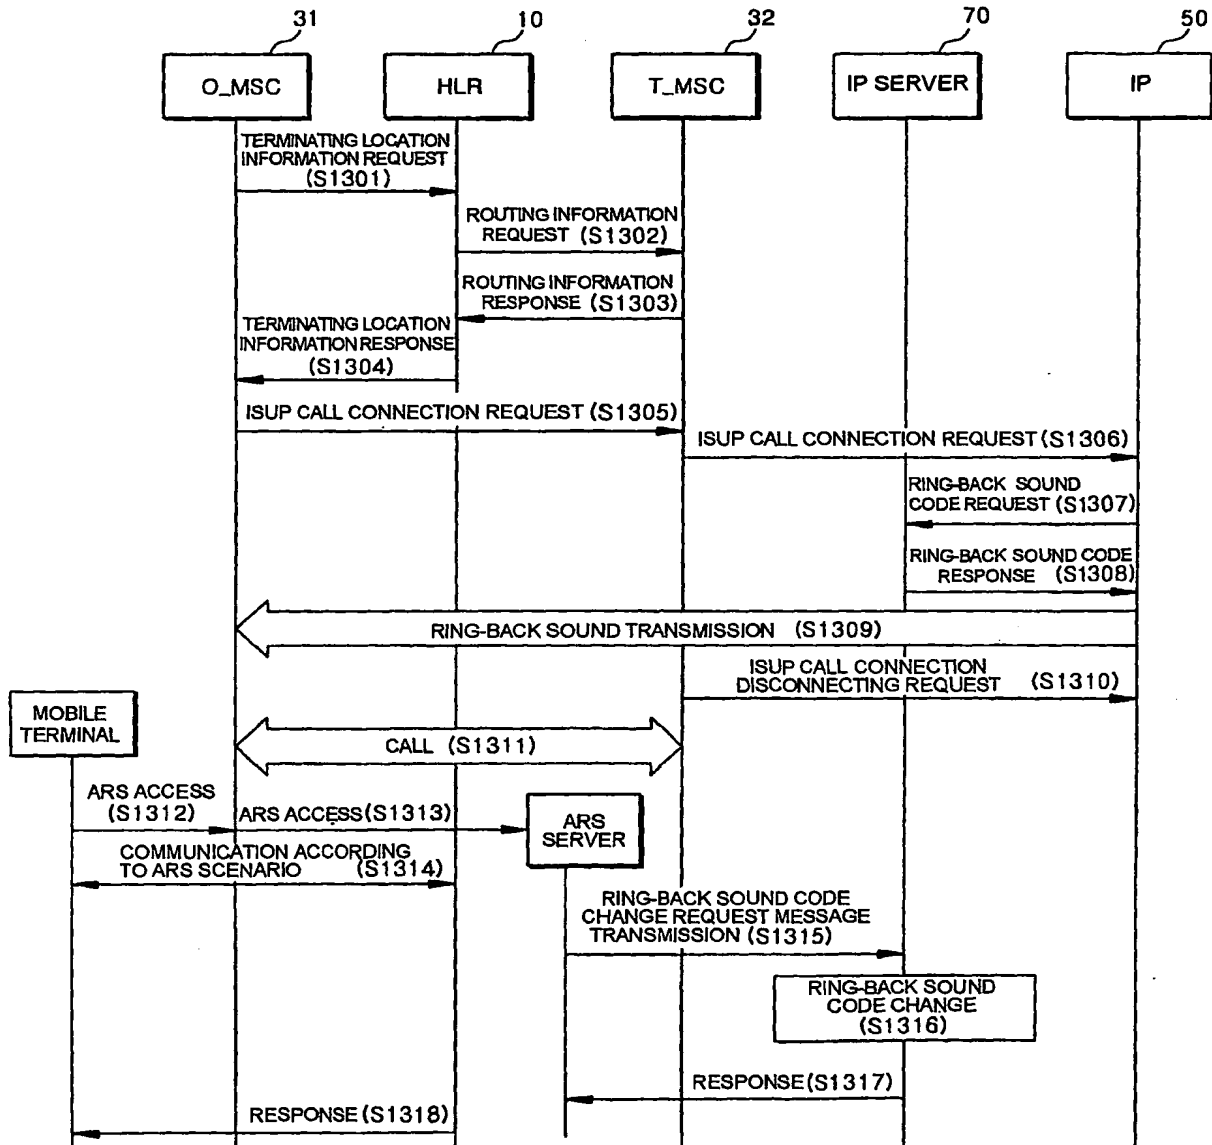 31
10
32
70
50
O_MSC
HLR
T_MSC
IP SERVER
IP
TERMINATING LOCATION
INFORMATION REQUEST
(S1301)
ROUTING INFORMATION
REQUEST (S1302)
ROUTING INFORMATION
RESPONSE (S1303)
TERMINATING LOCATION
INFORMATION RESPONSE
(S1304)
ISUP CALL CONNECTION REQUEST (S1305)
ISUP CALL CONNECTION REQUEST (S1306)
RING-BACK SOUND
CODE REQUEST (S1307)
RING-BACK SOUND CODE
RESPONSE (S1308)
RING-BACK SOUND TRANSMISSION (S1309)
ISUP CALL CONNECTION
DISCONNECTING REQUEST (S1310)
MOBILE
TERMINAL
CALL (S1311)
ARS ACCESS
(S1312)
ARS ACCESS (S1313)
ARS
SERVER
COMMUNICATION ACCORDING
TO ARS SCENARIO (S1314)
RING-BACK SOUND CODE
CHANGE REQUEST MESSAGE
TRANSMISSION (S1315)
RING-BACK SOUND
CODE CHANGE
(S1316)
RESPONSE (S1317)
RESPONSE (S1318)